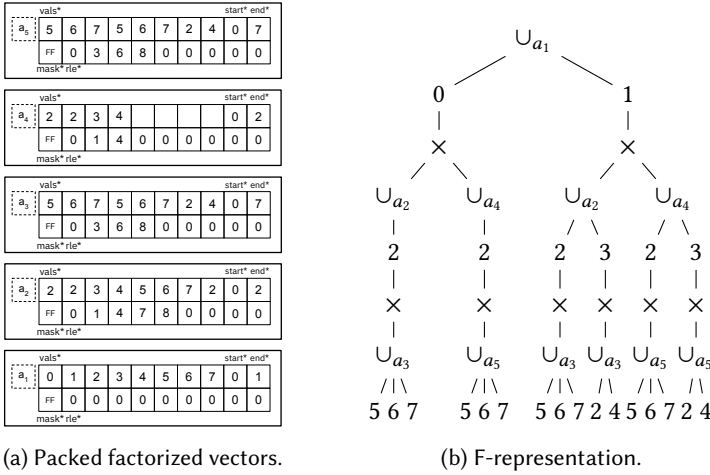 vals* start* end*
a5 5 6 7 5 6 7 2 4 0 7
FF 0 3 6 8 0 0 0 0 0
mask* rle*
vals* start* end*
a4 2 2 3 4 0 2
FF 0 1 4 0 0 0 0 0 0
mask* rle*
vals* start* end*
a3 5 6 7 5 6 7 2 4 0 7
FF 0 3 6 8 0 0 0 0 0
mask* rle*
vals* start* end*
a2 2 2 3 4 5 6 7 2 0 2
FF 0 1 4 7 8 0 0 0 0
mask* rle*
vals* start* end*
a1 0 1 2 3 4 5 6 7 0 1
FF 0 0 0 0 0 0 0 0 0
mask* rle*
(a) Packed factorized vectors.
∪a1
0 1
× ×
∪a2 ∪a4 ∪a2 ∪a4
2 2 2 3 2 3
× × × × × ×
∪a3 ∪a5 ∪a3 ∪a3 ∪a5 ∪a5
5 6 7 5 6 7 5 6 7 2 4 5 6 7 2 4
(b) F-representation.